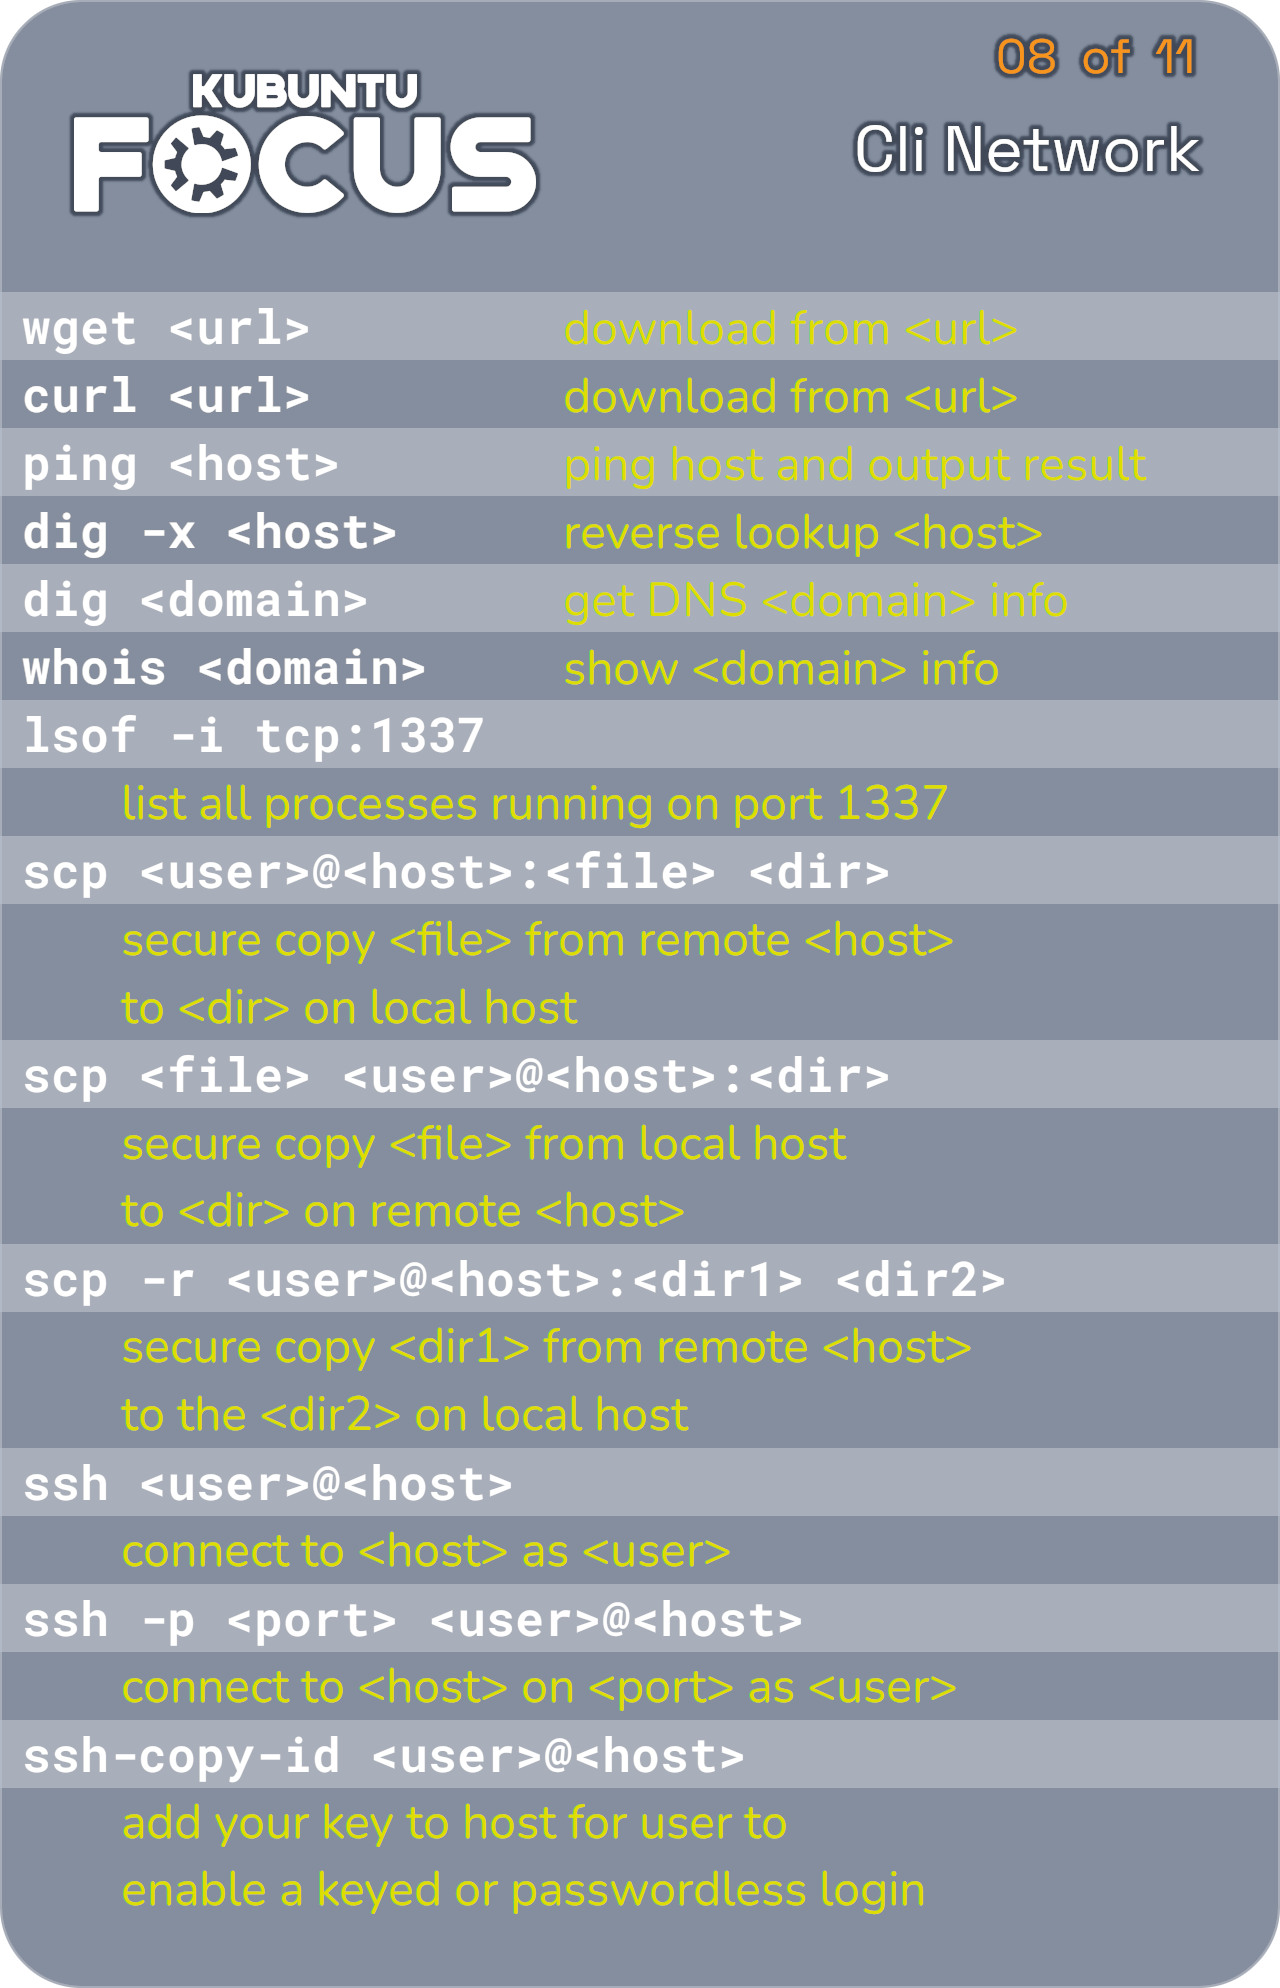 KUBUNTU
FOCUS
08 of 11
Cli Network
wget <url> download from <url>
curl <url> download from <url>
ping <host> ping host and output result
dig -x <host> reverse lookup <host>
dig <domain> get DNS <domain> info
whois <domain> show <domain> info
lsof -i tcp:1337
list all processes running on port 1337
scp <user>@<host>:<file> <dir>
secure copy <file> from remote <host>
to <dir> on local host
scp <file> <user>@<host>:<dir>
secure copy <file> from local host
to <dir> on remote <host>
scp -r <user>@<host>:<dir1> <dir2>
secure copy <dir1> from remote <host>
to the <dir2> on local host
ssh <user>@<host>
connect to <host> as <user>
ssh -p <port> <user>@<host>
connect to <host> on <port> as <user>
ssh-copy-id <user>@<host>
add your key to host for user to
enable a keyed or passwordless login